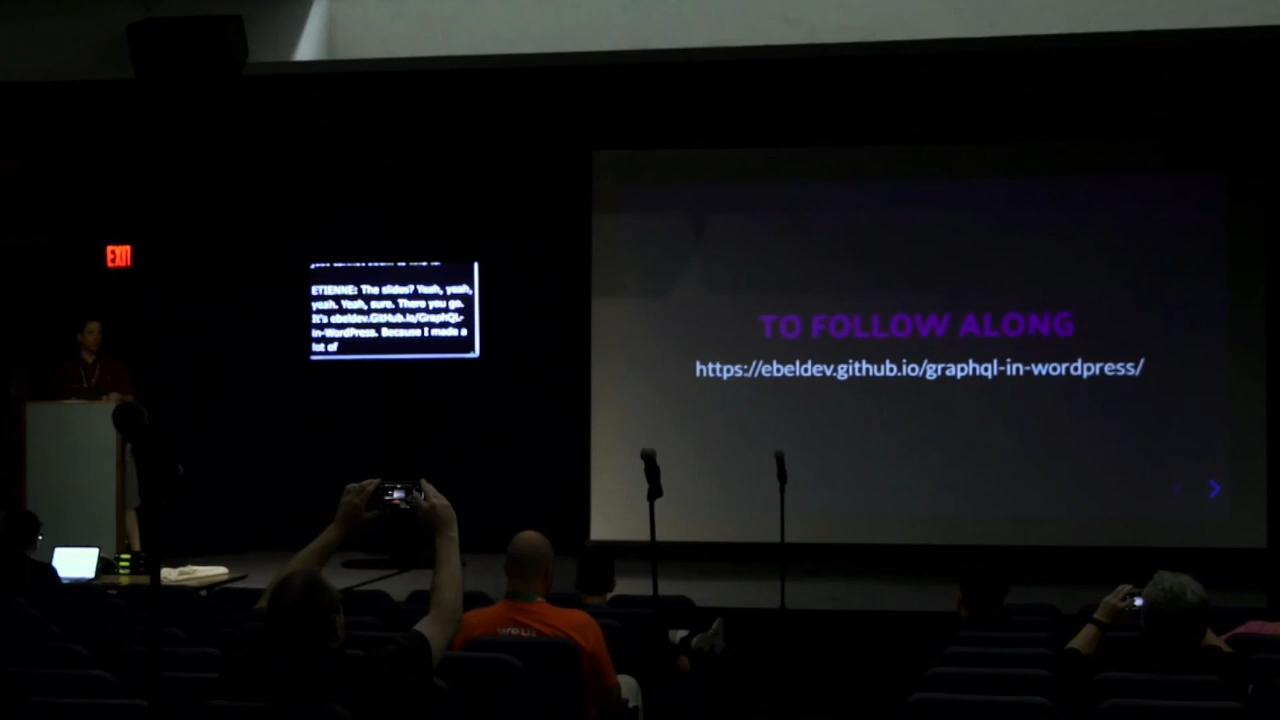 EXIT
ETIENNE: The slides? Yeah, yeah,
yeah. Yeah, sure. There you go.
It's ebeldev.GitHub.io/GraphQL-
in-WordPress. Because I made a
lot of
TO FOLLOW ALONG
https://ebeldev.github.io/graphql-in-wordpress/